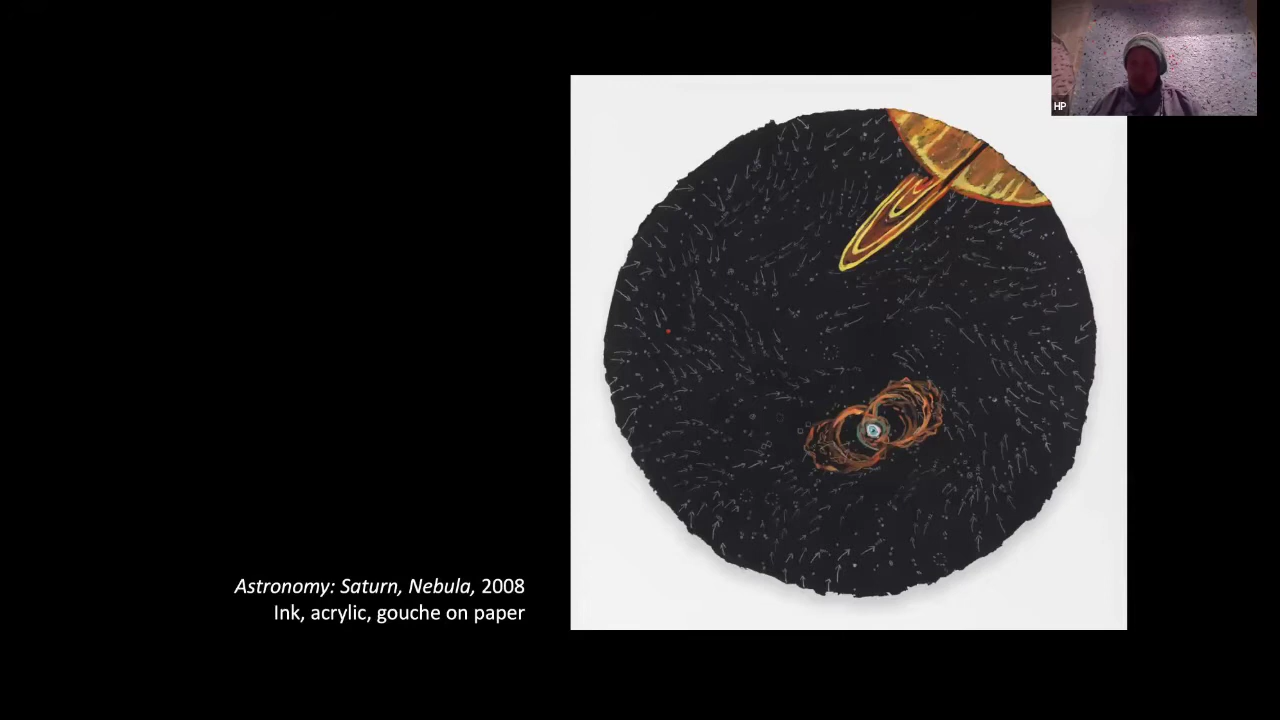 HP
Astronomy: Saturn, Nebula, 2008
Ink, acrylic, gouche on paper